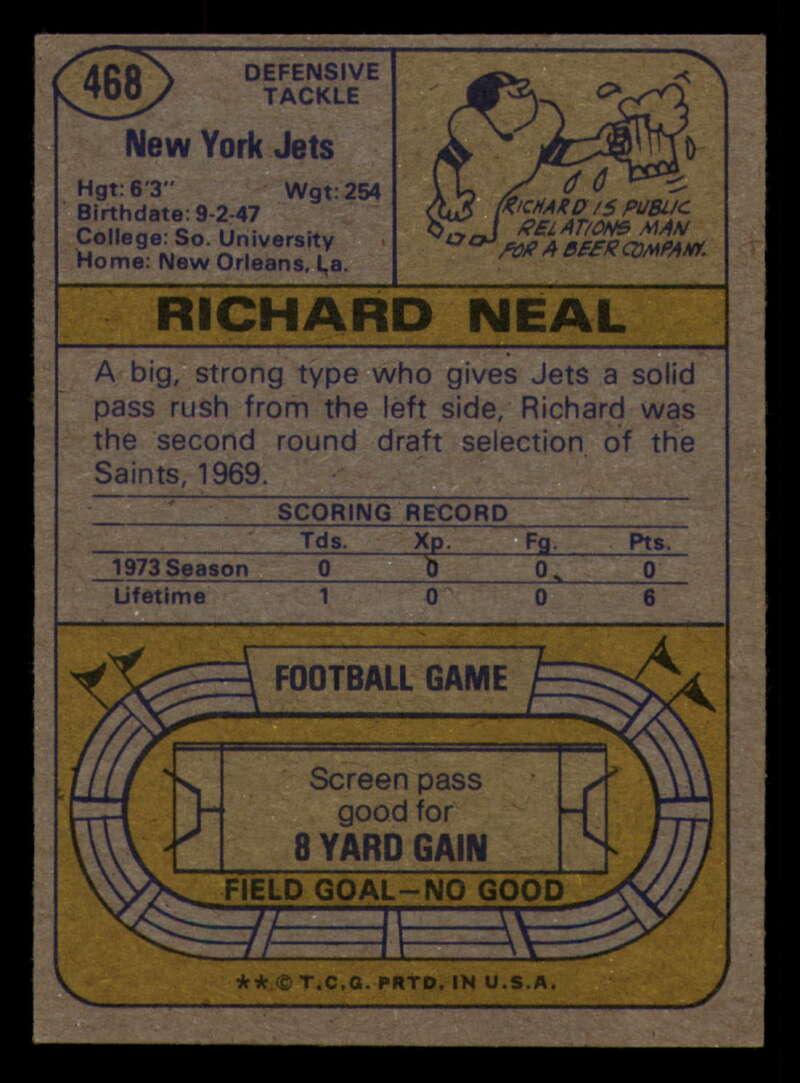 468
DEFENSIVE
TACKLE
New York Jets
Hgt: 6'3" Wgt: 254
Birthdate: 9-2-47
College: So. University
Home: New Orleans, La.
RICHARD IS PUBLIC
RELATIONS MAN
FOR A BEER COMPANY.
RICHARD NEAL
A big, strong type who gives Jets a solid
pass rush from the left side, Richard was
the second round draft selection of the
Saints, 1969.
SCORING RECORD
Tds. Xp. Fg. Pts.
1973 Season 0 0 0 0
Lifetime 1 0 0 6
FOOTBALL GAME
Screen pass
good for
8 YARD GAIN
FIELD GOAL—NO GOOD
** © T.C.G. PRTD. IN U.S.A.